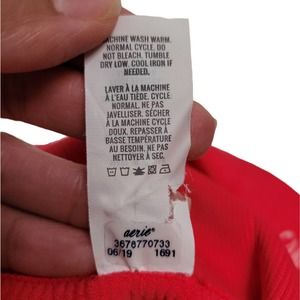 MACHINE WASH WARM,
NORMAL CYCLE. DO
NOT BLEACH. TUMBLE
DRY LOW. COOL IRON IF
NEEDED.
LAVER À LA MACHINE
À L'EAU TIÈDE. CYCLE
NORMAL. NE PAS
JAVELLISER. SÉCHER
À LA MACHINE CYCLE
DOUX. REPASSER À
BASSE TEMPÉRATURE
AU BESOIN. NE PAS
NETTOYER À SEC.
aerie®
3678770733
06/19 1691